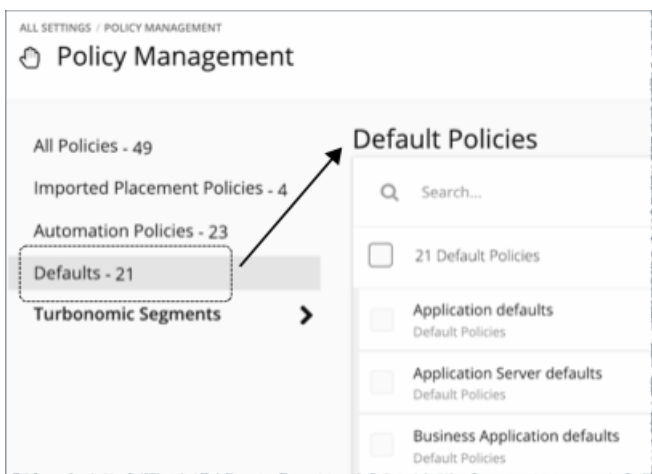 ALL SETTINGS / POLICY MANAGEMENT
Policy Management
All Policies - 49
Imported Placement Policies - 4
Automation Policies - 23
Defaults - 21
Turbonomic Segments
Default Policies
Search...
21 Default Policies
Application defaults
Default Policies
Application Server defaults
Default Policies
Business Application defaults
Default Policies